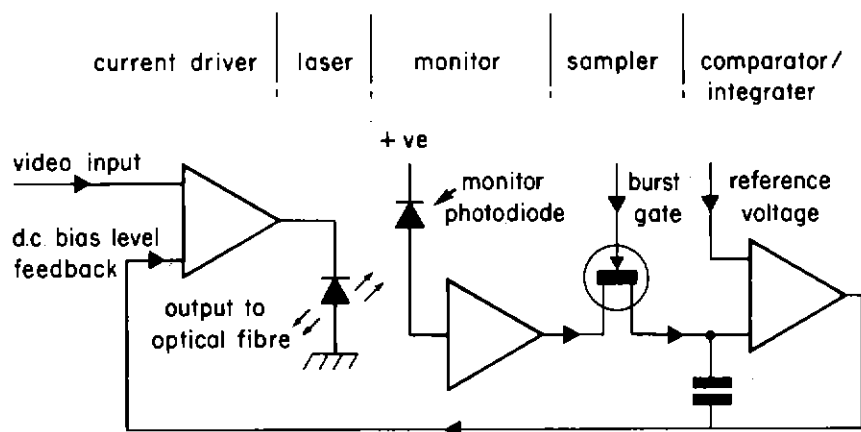 current driver
laser
monitor
sampler
comparator/
integrater
video input
d.c. bias level
feedback
output to
optical fibre
+ ve
monitor
photodiode
burst
gate
reference
voltage